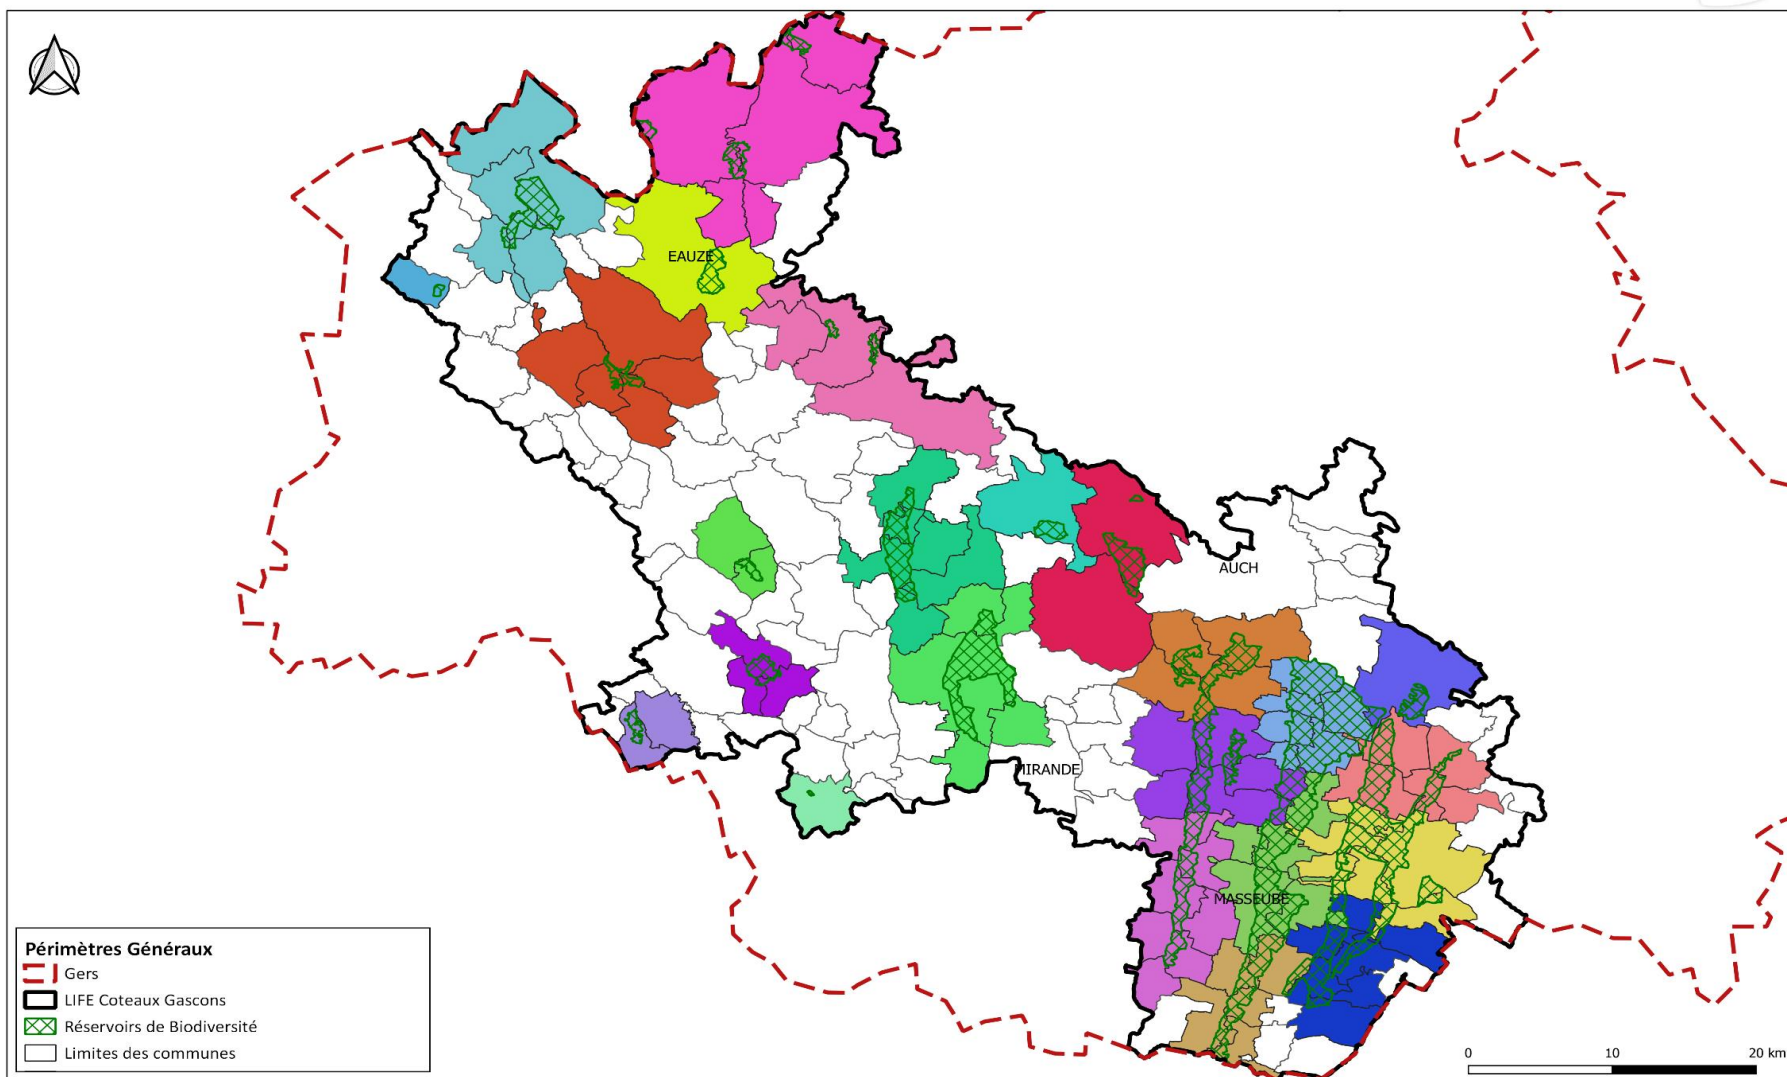 EAUZE
AUCH
MIRANDE
MASSEUBE
Périmètres Généraux
Gers
LIFE Coteaux Gascons
Réservoirs de Biodiversité
Limites des communes
0 10 20 km